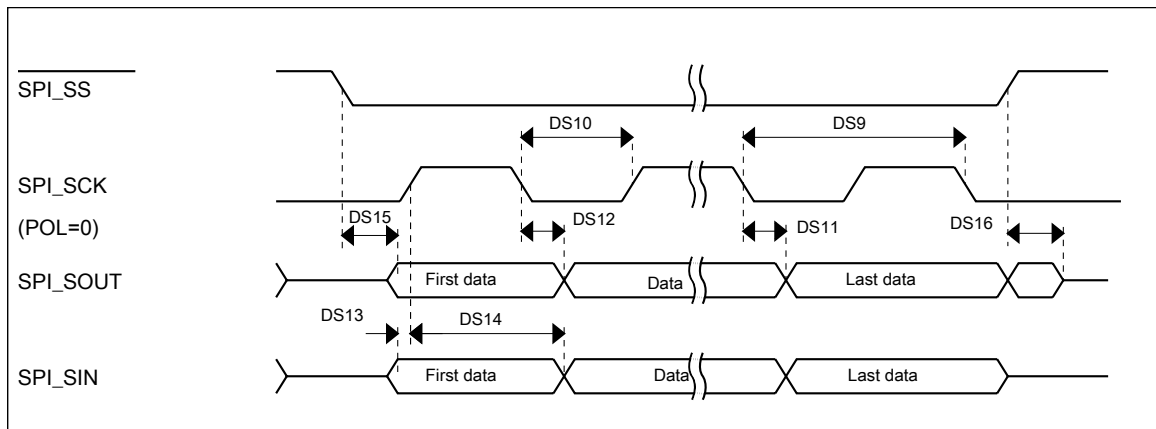 SPI_SS
DS10
DS9
SPI_SCK
(POL=0)
DS15
DS12
DS11
DS16
SPI_SOUT
First data
Data
Last data
DS13
DS14
SPI_SIN
First data
Data
Last data